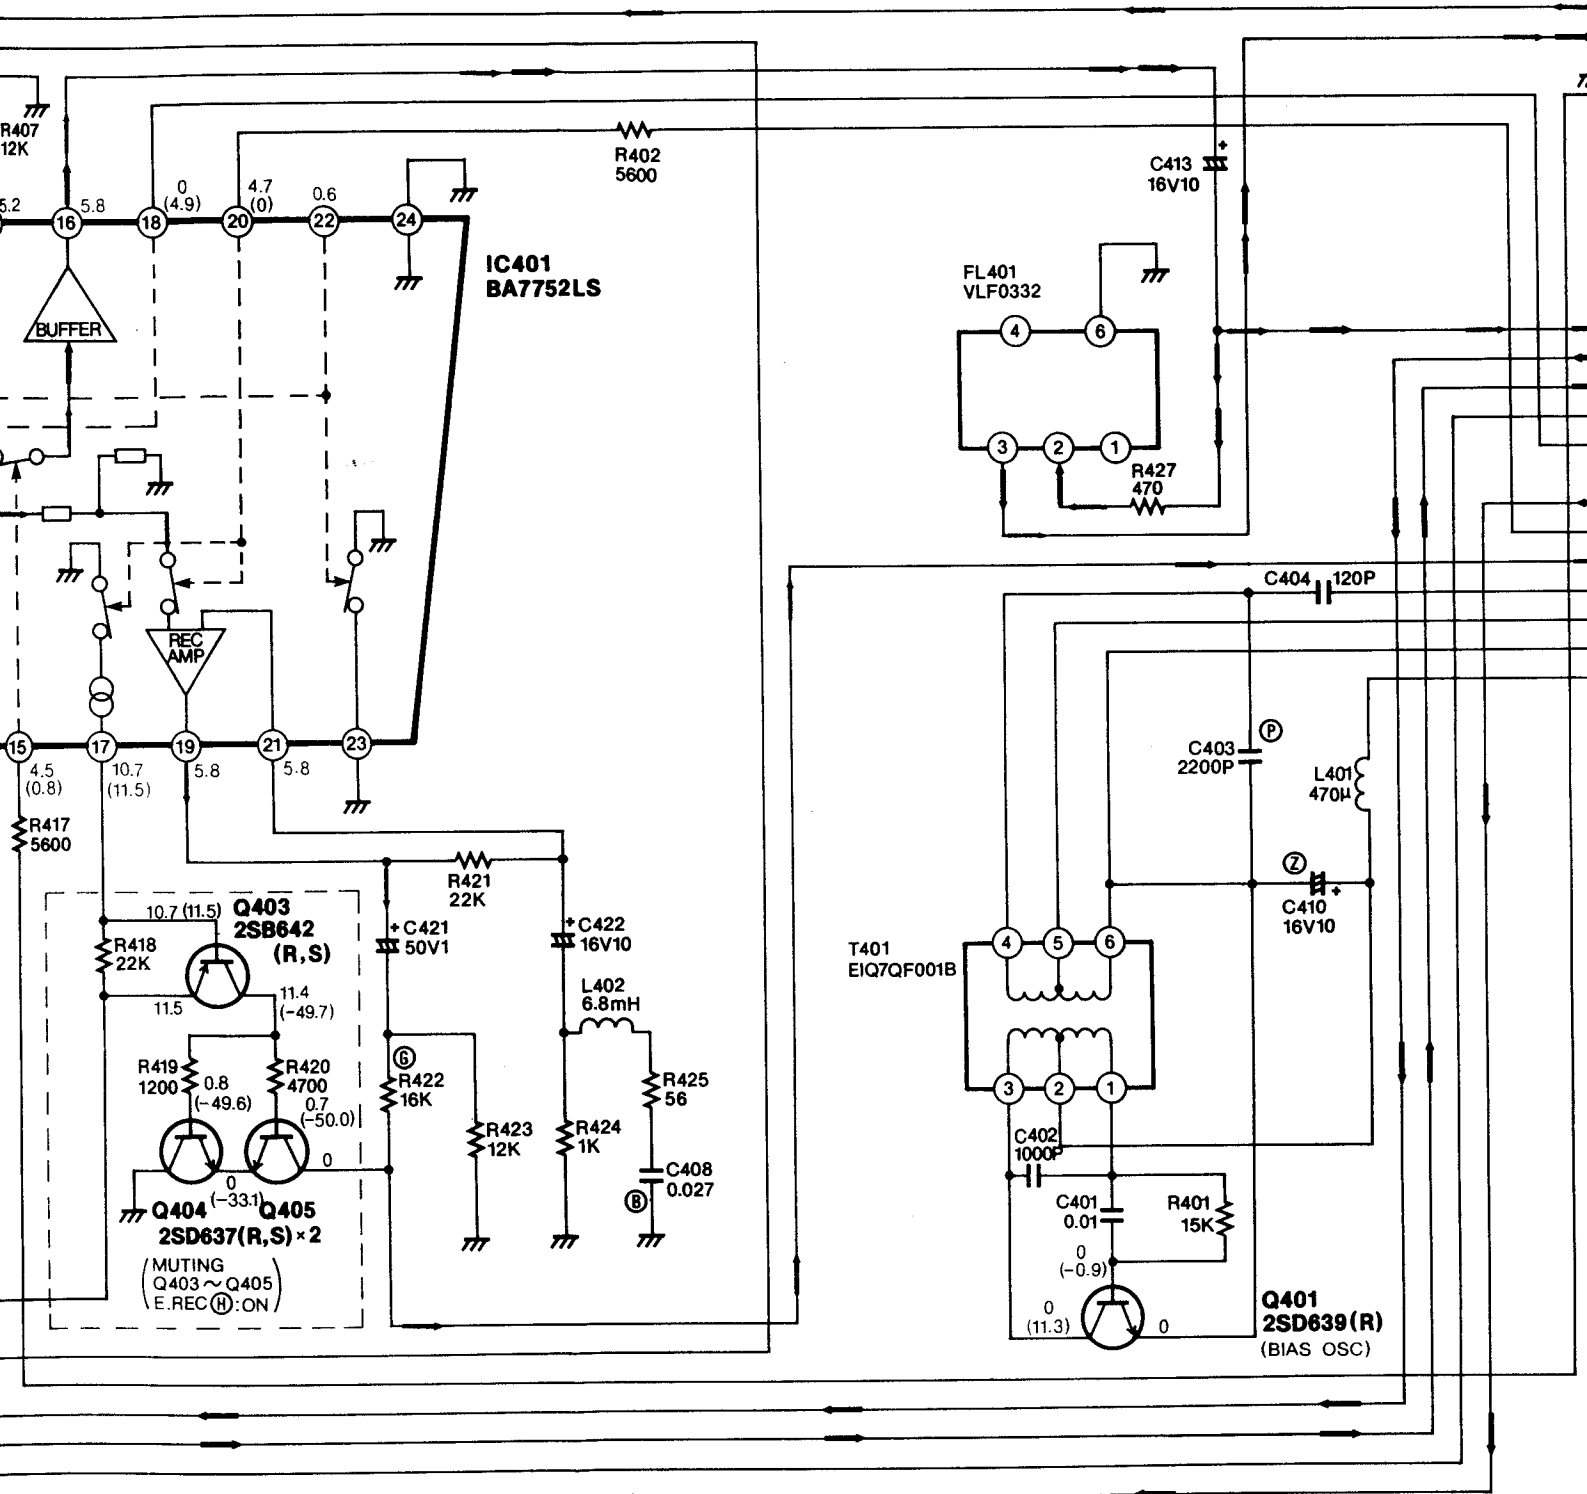 R407
12K
5.2
16
5.8
18
0
(4.9)
20
4.7
(0)
22
0.6
24
R402
5600
IC401
BA7752LS
BUFFER
C413
+
16V10
FL401
VLF0332
4
6
3
2
1
R427
470
REC
AMP
15
4.5
(0.8)
17
10.7
(11.5)
19
5.8
21
5.8
23
R417
5600
R421
22K
C404
120P
C403
2200P
P
L401
470μ
Z
C410
+
16V10
10.7 (11.5)
Q403
2SB642
(R,S)
R418
22K
11.5
11.4
(-49.7)
+
C421
50V1
+
C422
16V10
L402
6.8mH
R419
1200
0.8
(-49.6)
R420
4700
0.7
(-50.0)
G
R422
16K
R423
12K
R424
1K
R425
56
C408
0.027
B
0
0
(-33.1)
Q404
Q405
2SD637(R,S)×2
(MUTING
Q403~Q405
E.REC H:ON)
T401
EIQ7QF001B
4
5
6
3
2
1
C402
1000P
C401
0.01
R401
15K
0
(-0.9)
0
(11.3)
0
Q401
2SD639(R)
(BIAS OSC)